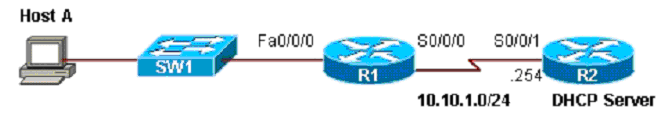 Host A
Fa0/0/0
S0/0/0
S0/0/1
SW1
R1
.254
R2
10.10.1.0/24
DHCP Server